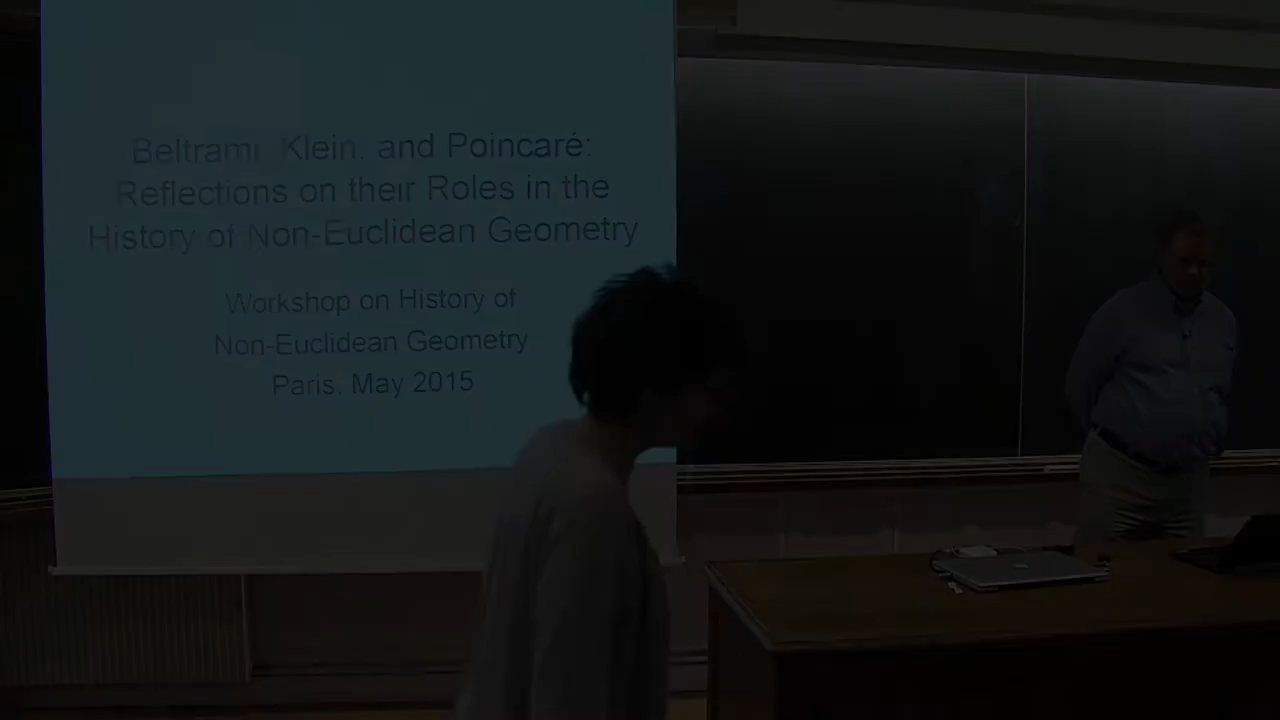 Beltrami, Klein, and Poincaré:
Reflections on their Roles in the
History of Non-Euclidean Geometry
Workshop on History of
Non-Euclidean Geometry
Paris, May 2015